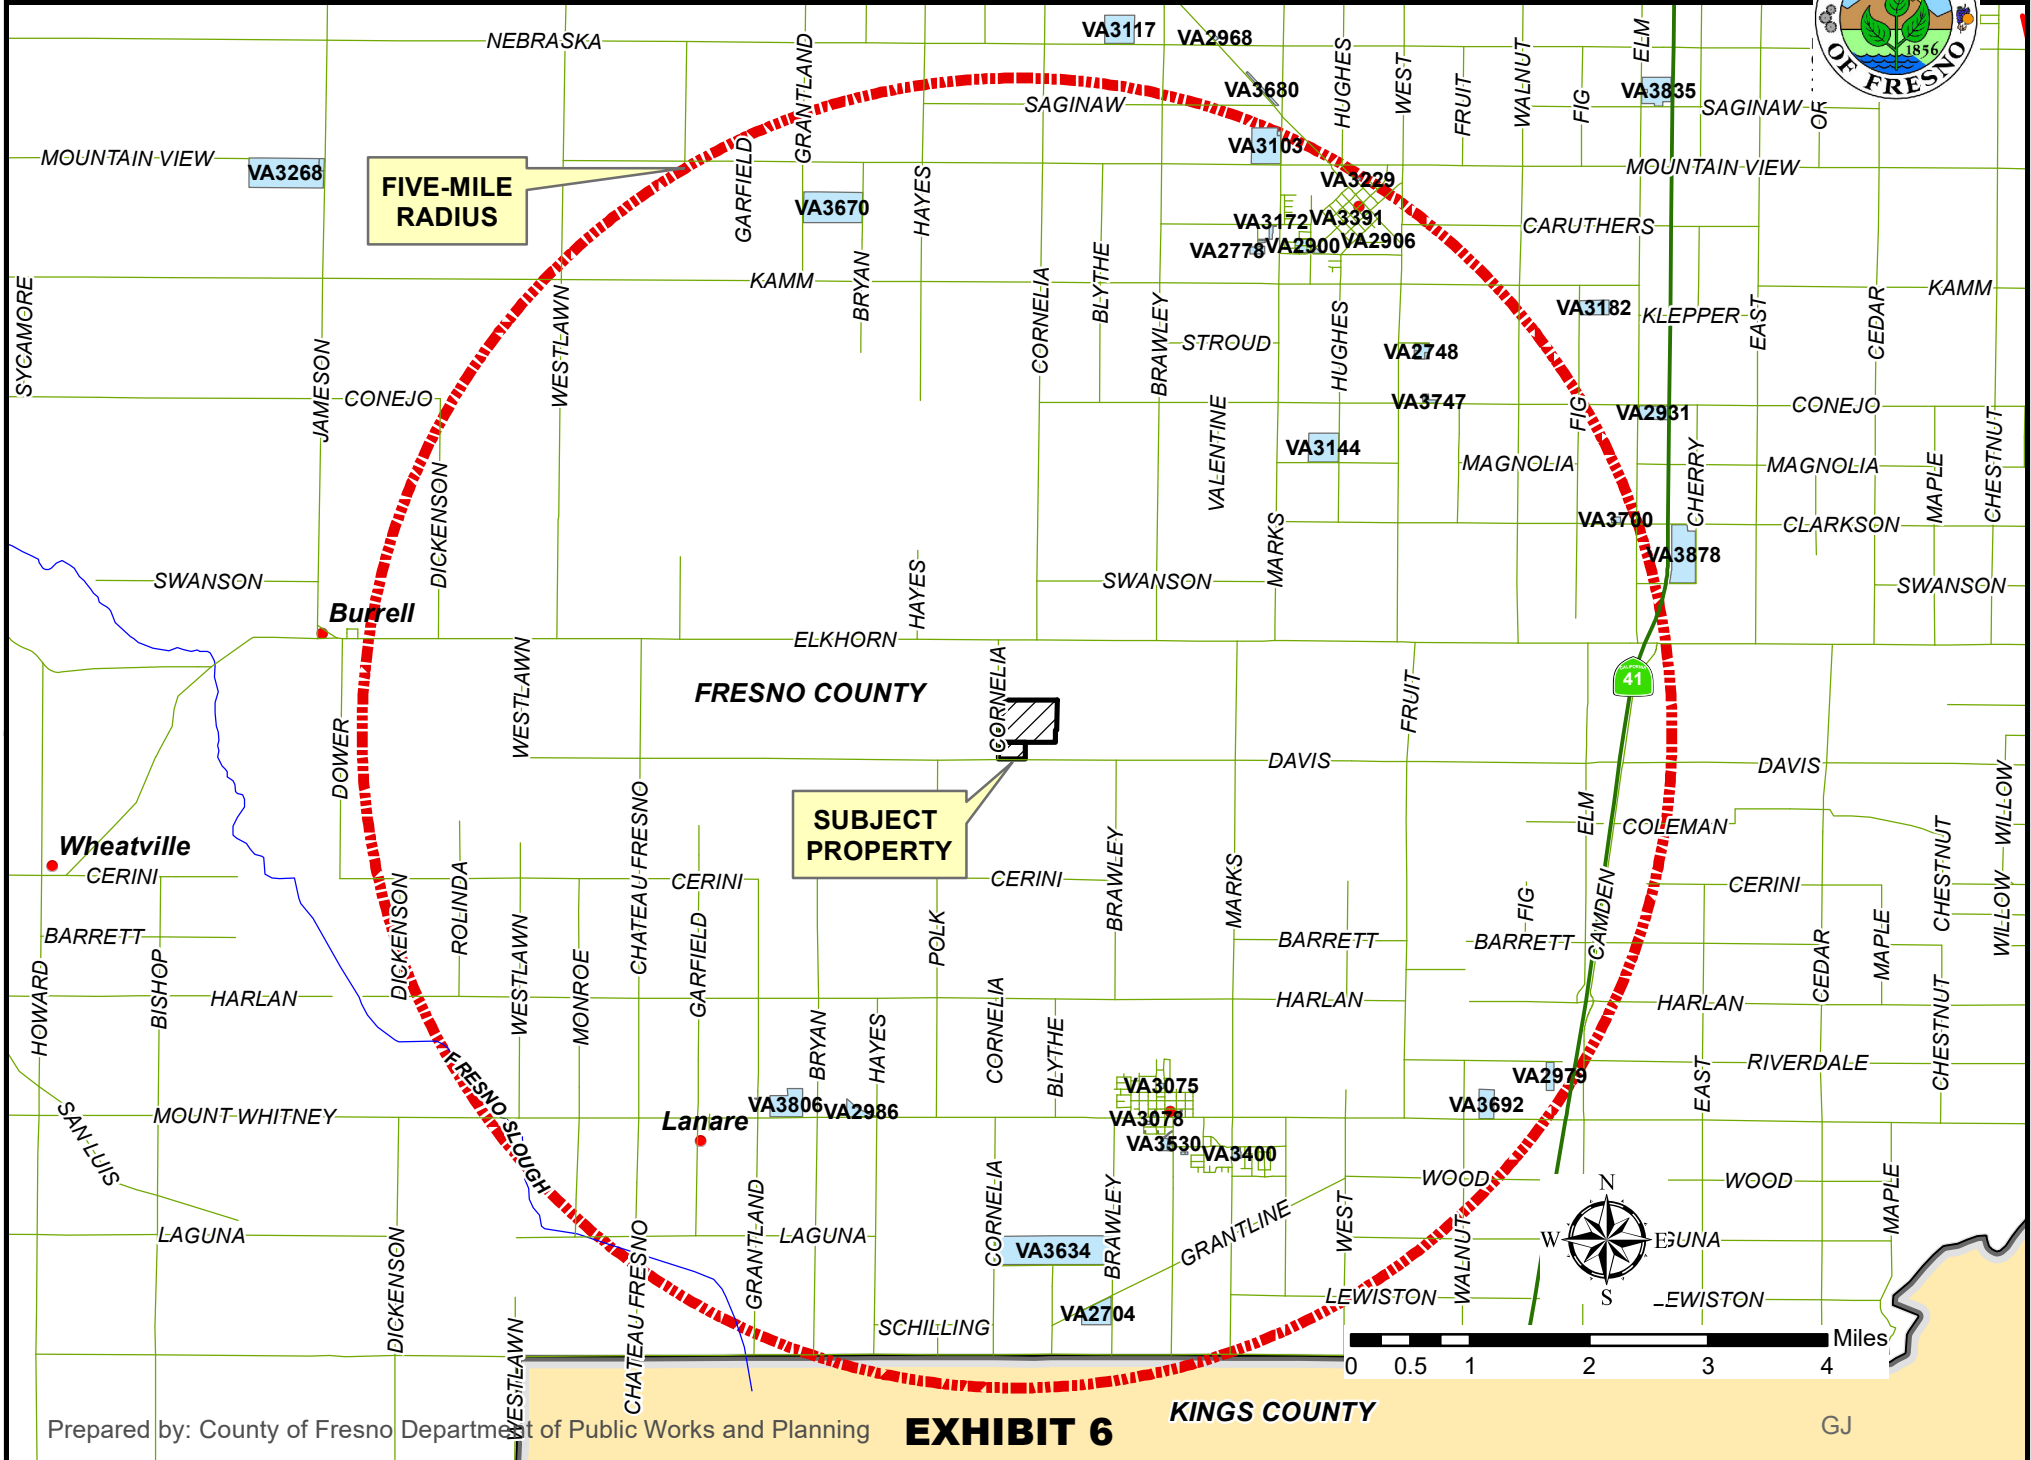 NEBRASKA
GRANTLAND
VA3117
VA2968
HUGHES
WEST
FRUIT
WALNUT
FIG
ELM
1856
OF FRESNO
VA3680
VA3835
SAGINAW
SAGINAW
MOUNTAIN VIEW
VA3268
FIVE-MILE
RADIUS
GARFIELD
VA3670
HAYES
VA3103
MOUNTAIN VIEW
VA3229
VA3172
VA3391
VA2778
VA2900
VA2906
CARUTHERS
SYCAMORE
JAMESON
WESTLAWN
KAMM
BRYAN
CORNELIA
BLYTHE
BRAWLEY
STROUD
HUGHES
VA3182
KLEPPER
EAST
CEDAR
KAMM
VA2748
CONEJO
VA3747
FIG
VA2931
CONEJO
DICKENSON
VALENTINE
VA3144
MAGNOLIA
CHERRY
MAGNOLIA
MAPLE
CHESTNUT
MARKS
VA3700
CLARKSON
VA3878
SWANSON
HAYES
SWANSON
SWANSON
Burrell
ELKHORN
WESTLAWN
FRESNO COUNTY
CORNELIA
FRUIT
CALIFORNIA
41
DOWER
DAVIS
DAVIS
SUBJECT
PROPERTY
CHATEAU FRESNO
ELM
COLEMAN
WILLOW
Wheatville
CERINI
DICKENSON
ROLINDA
CERINI
CERINI
BRAWLEY
MARKS
FIG
CAMDEN
CERINI
CHESTNUT
WILLOW
BARRETT
BISHOP
WESTLAWN
MONROE
GARFIELD
POLK
BARRETT
BARRETT
CEDAR
MAPLE
HOWARD
HARLAN
BRYAN
HAYES
CORNELIA
BLYTHE
HARLAN
HARLAN
CHESTNUT
FRESNO SLOUGH
EAST
RIVERDALE
VA3075
VA2979
SAN LUIS
MOUNT WHITNEY
Lanare
VA3806
VA2986
VA3078
VA3692
VA3530
VA3400
WOOD
WOOD
MAPLE
LAGUNA
DICKENSON
CHATEAU FRESNO
GRANTLAND
LAGUNA
CORNELIA
VA3634
BRAWLEY
GRANTLINE
WEST
WALNUT
N
W
E
S
GUNA
WESTLAWN
SCHILLING
VA2704
LEWISTON
EWISTON
Miles
0 0.5 1 2 3 4
KINGS COUNTY
Prepared by: County of Fresno Department of Public Works and Planning
EXHIBIT 6
GJ